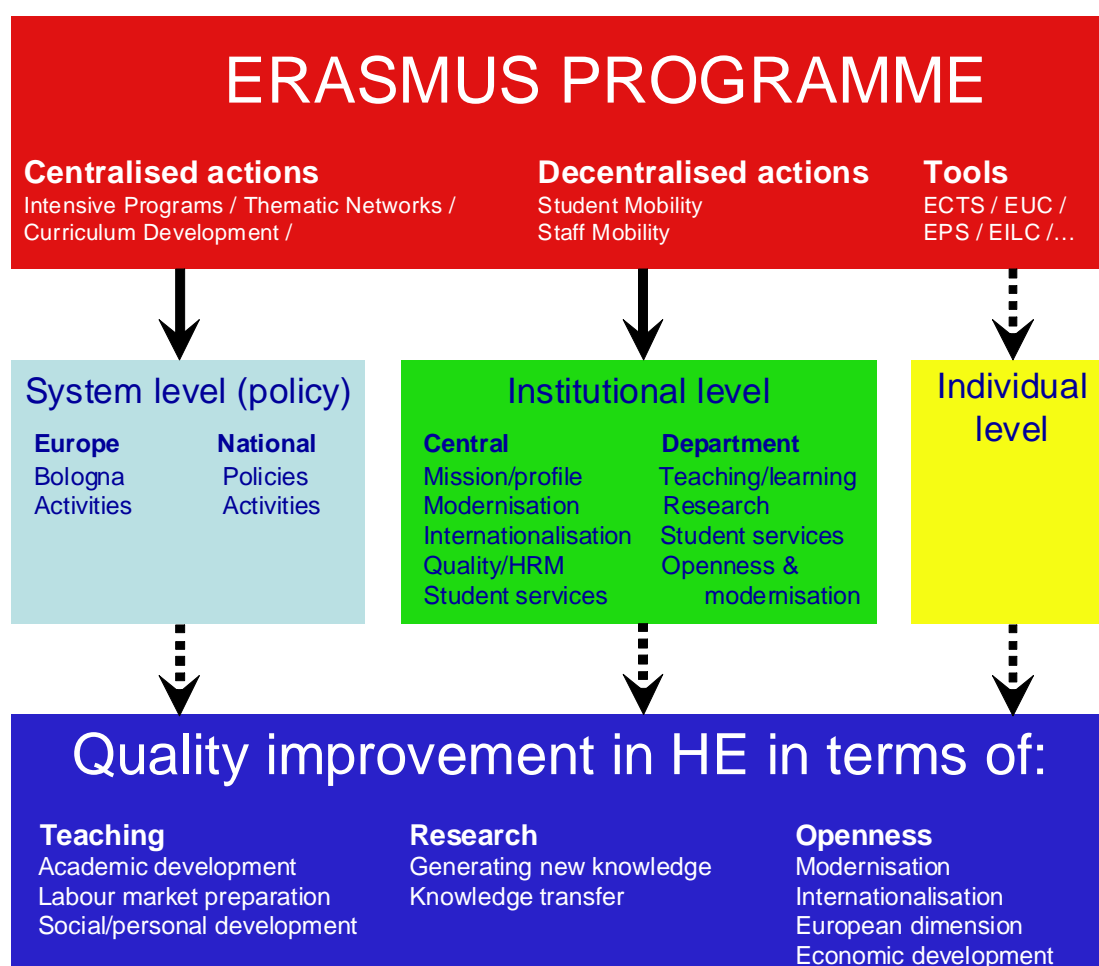 ERASMUS PROGRAMME
Centralised actions
Intensive Programs / Thematic Networks /
Curriculum Development /
Decentralised actions
Student Mobility
Staff Mobility
Tools
ECTS / EUC /
EPS / EILC /…
System level (policy)
Europe
Bologna
Activities
National
Policies
Activities
Institutional level
Central
Mission/profile
Modernisation
Internationalisation
Quality/HRM
Student services
Department
Teaching/learning
Research
Student services
Openness &
modernisation
Individual
level
Quality improvement in HE in terms of:
Teaching
Academic development
Labour market preparation
Social/personal development
Research
Generating new knowledge
Knowledge transfer
Openness
Modernisation
Internationalisation
European dimension
Economic development